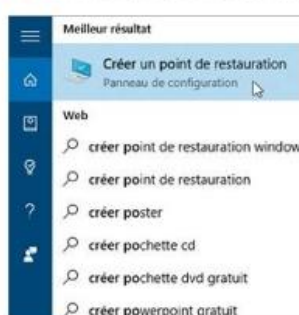 Meilleur résultat
Créer un point de restauration
Panneau de configuration
Web
créer point de restauration window
créer point de restauration
créer poster
créer pochette cd
créer pochette dvd gratuit
créer powerpoint gratuit